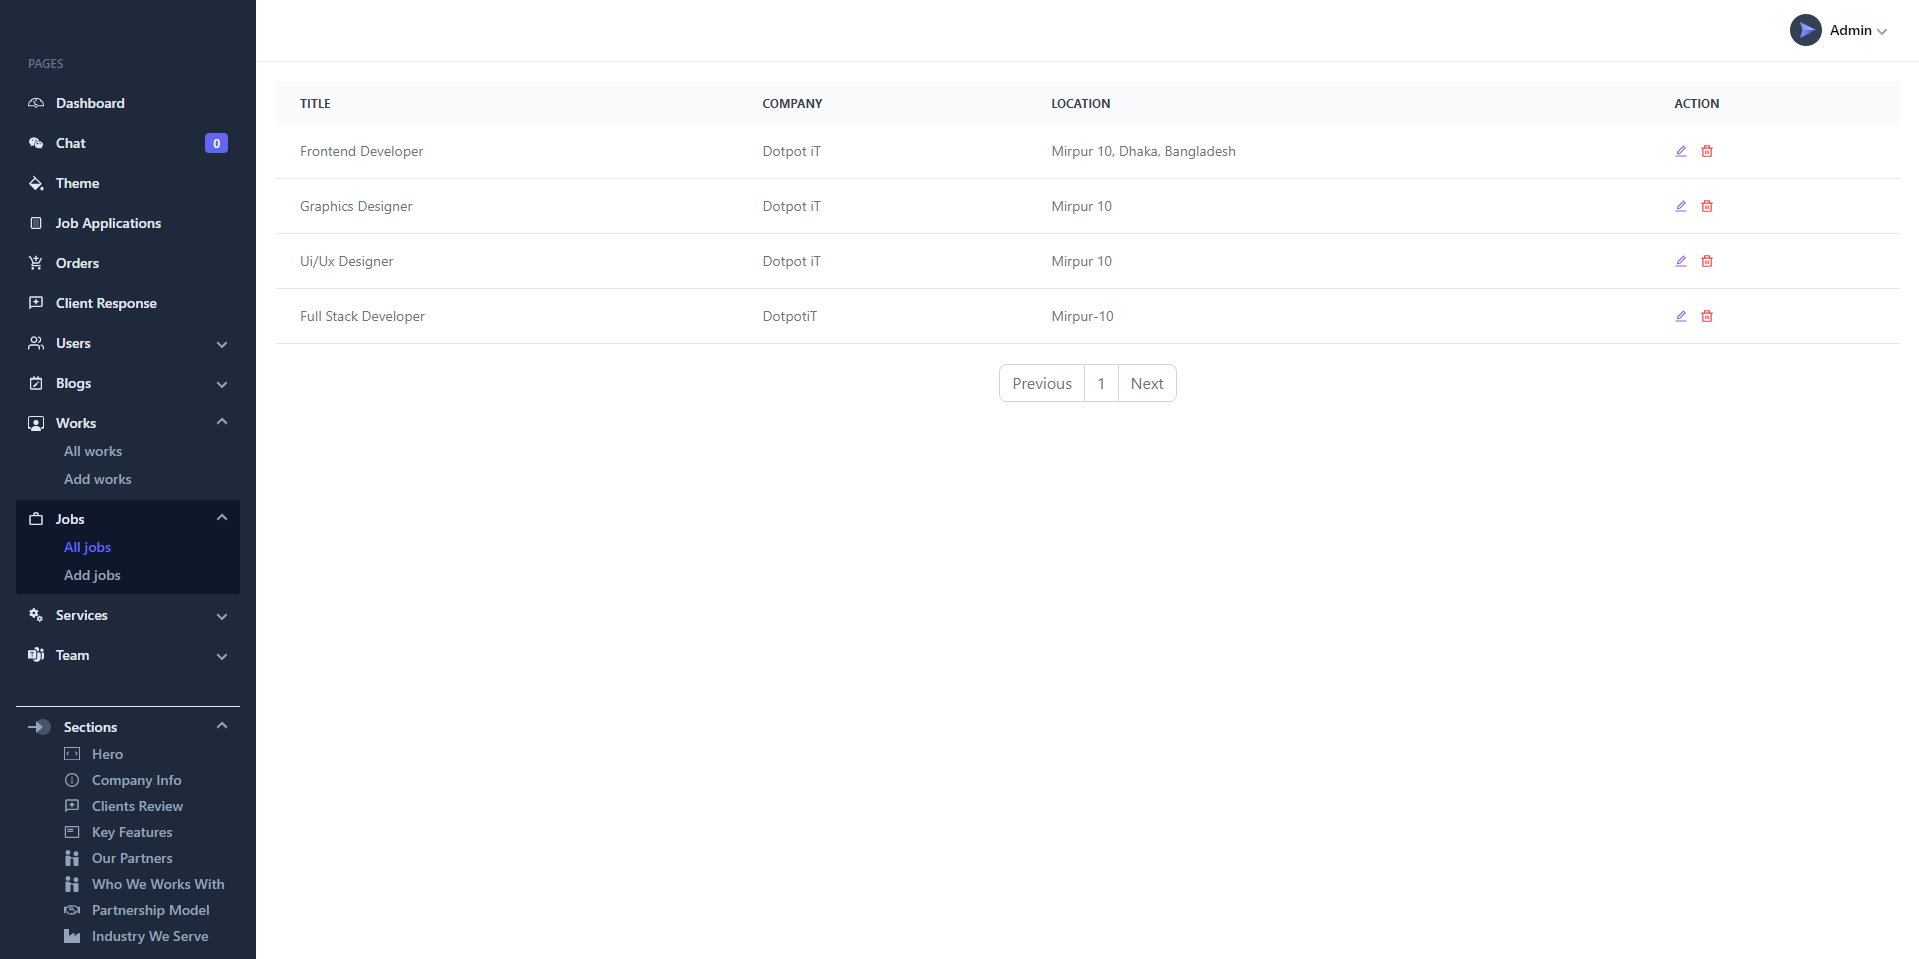 PAGES
Dashboard
Chat 0
Theme
Job Applications
Orders
Client Response
Users
Blogs
Works
All works
Add works
Jobs
All jobs
Add jobs
Services
Team
Sections
Hero
Company Info
Clients Review
Key Features
Our Partners
Who We Works With
Partnership Model
Industry We Serve
Admin
TITLE COMPANY LOCATION ACTION
Frontend Developer Dotpot iT Mirpur 10, Dhaka, Bangladesh
Graphics Designer Dotpot iT Mirpur 10
Ui/Ux Designer Dotpot iT Mirpur 10
Full Stack Developer DotpotiT Mirpur-10
Previous 1 Next